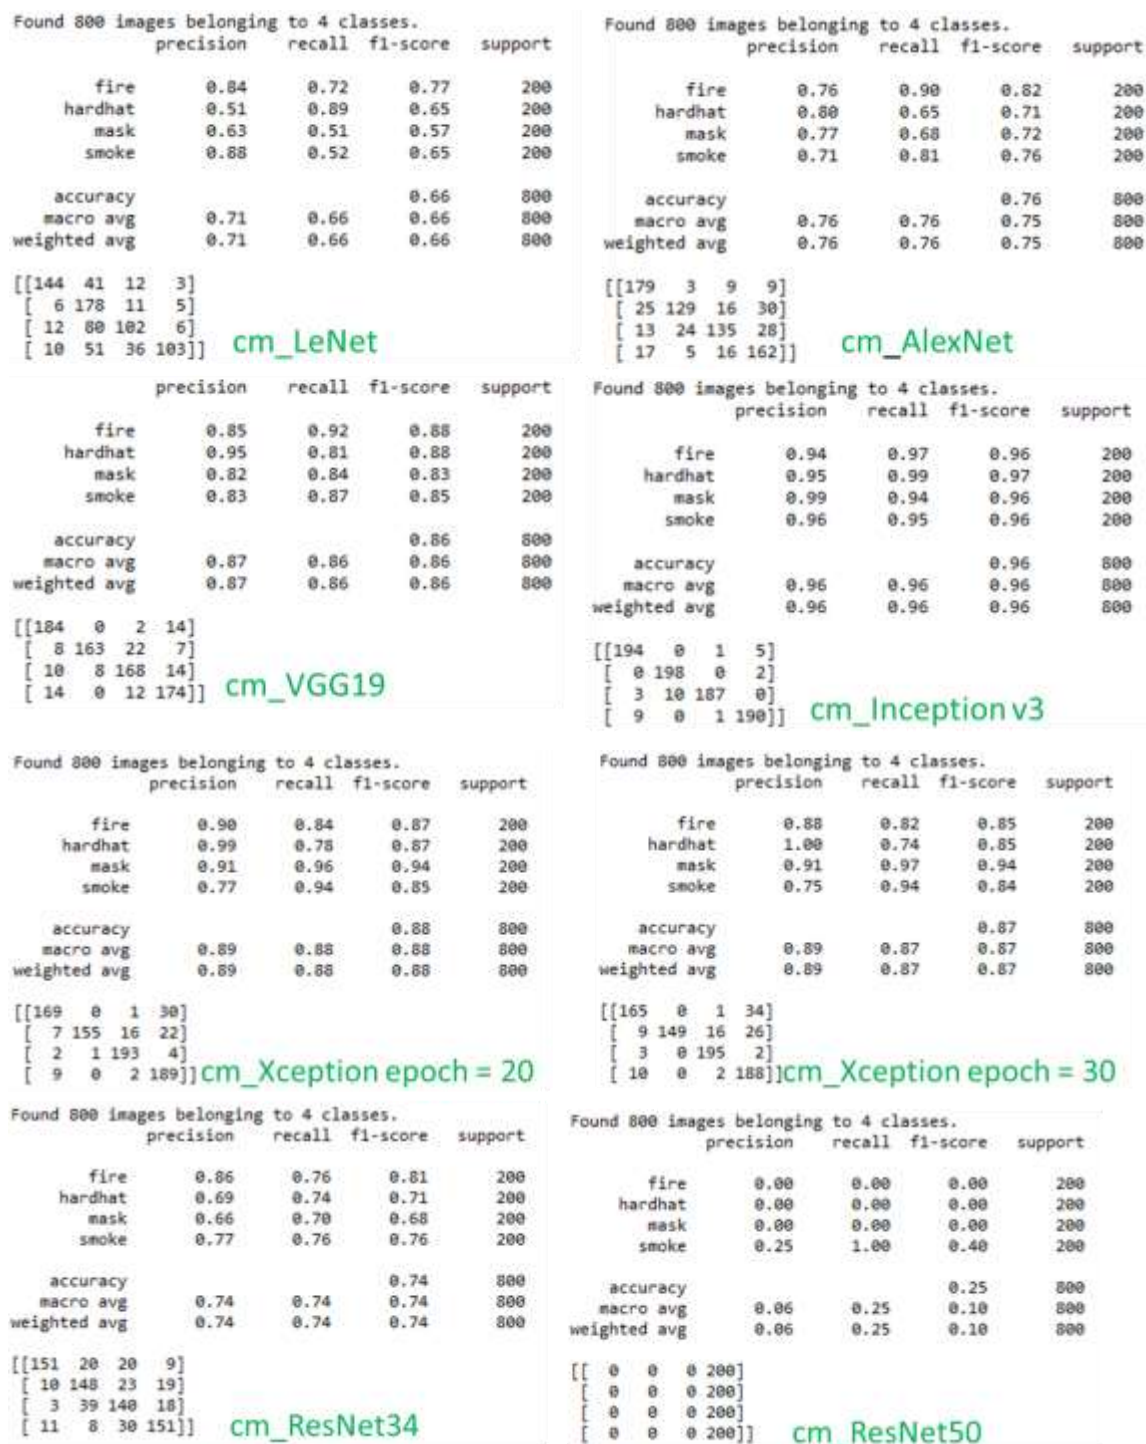 Found 800 images belonging to 4 classes.
precision recall f1-score support
fire 0.84 0.72 0.77 200
hardhat 0.51 0.89 0.65 200
mask 0.63 0.51 0.57 200
smoke 0.88 0.52 0.65 200
accuracy 0.66 800
macro avg 0.71 0.66 0.66 800
weighted avg 0.71 0.66 0.66 800
[[144 41 12 3]
[ 6 178 11 5]
[ 12 80 102 6]
[ 10 51 36 103]]
cm_LeNet
Found 800 images belonging to 4 classes.
precision recall f1-score support
fire 0.76 0.90 0.82 200
hardhat 0.80 0.65 0.71 200
mask 0.77 0.68 0.72 200
smoke 0.71 0.81 0.76 200
accuracy 0.76 800
macro avg 0.76 0.76 0.75 800
weighted avg 0.76 0.76 0.75 800
[[179 3 9 9]
[ 25 129 16 30]
[ 13 24 135 28]
[ 17 5 16 162]]
cm_AlexNet
precision recall f1-score support
fire 0.85 0.92 0.88 200
hardhat 0.95 0.81 0.88 200
mask 0.82 0.84 0.83 200
smoke 0.83 0.87 0.85 200
accuracy 0.86 800
macro avg 0.87 0.86 0.86 800
weighted avg 0.87 0.86 0.86 800
[[184 0 2 14]
[ 8 163 22 7]
[ 10 8 168 14]
[ 14 0 12 174]]
cm_VGG19
Found 800 images belonging to 4 classes.
precision recall f1-score support
fire 0.94 0.97 0.96 200
hardhat 0.95 0.99 0.97 200
mask 0.99 0.94 0.96 200
smoke 0.96 0.95 0.96 200
accuracy 0.96 800
macro avg 0.96 0.96 0.96 800
weighted avg 0.96 0.96 0.96 800
[[194 0 1 5]
[ 0 198 0 2]
[ 3 10 187 0]
[ 9 0 1 190]]
cm_Inception v3
Found 800 images belonging to 4 classes.
precision recall f1-score support
fire 0.90 0.84 0.87 200
hardhat 0.99 0.78 0.87 200
mask 0.91 0.96 0.94 200
smoke 0.77 0.94 0.85 200
accuracy 0.88 800
macro avg 0.89 0.88 0.88 800
weighted avg 0.89 0.88 0.88 800
[[169 0 1 30]
[ 7 155 16 22]
[ 2 1 193 4]
[ 9 0 2 189]]
cm_Xception epoch = 20
Found 800 images belonging to 4 classes.
precision recall f1-score support
fire 0.88 0.82 0.85 200
hardhat 1.00 0.74 0.85 200
mask 0.91 0.97 0.94 200
smoke 0.75 0.94 0.84 200
accuracy 0.87 800
macro avg 0.89 0.87 0.87 800
weighted avg 0.89 0.87 0.87 800
[[165 0 1 34]
[ 9 149 16 26]
[ 3 0 195 2]
[ 10 0 2 188]]
cm_Xception epoch = 30
Found 800 images belonging to 4 classes.
precision recall f1-score support
fire 0.86 0.76 0.81 200
hardhat 0.69 0.74 0.71 200
mask 0.66 0.70 0.68 200
smoke 0.77 0.76 0.76 200
accuracy 0.74 800
macro avg 0.74 0.74 0.74 800
weighted avg 0.74 0.74 0.74 800
[[151 20 20 9]
[ 10 148 23 19]
[ 3 39 140 18]
[ 11 8 30 151]]
cm_ResNet34
Found 800 images belonging to 4 classes.
precision recall f1-score support
fire 0.00 0.00 0.00 200
hardhat 0.00 0.00 0.00 200
mask 0.00 0.00 0.00 200
smoke 0.25 1.00 0.40 200
accuracy 0.25 800
macro avg 0.06 0.25 0.10 800
weighted avg 0.06 0.25 0.10 800
[[ 0 0 0 200]
[ 0 0 0 200]
[ 0 0 0 200]
[ 0 0 0 200]]
cm_ResNet50